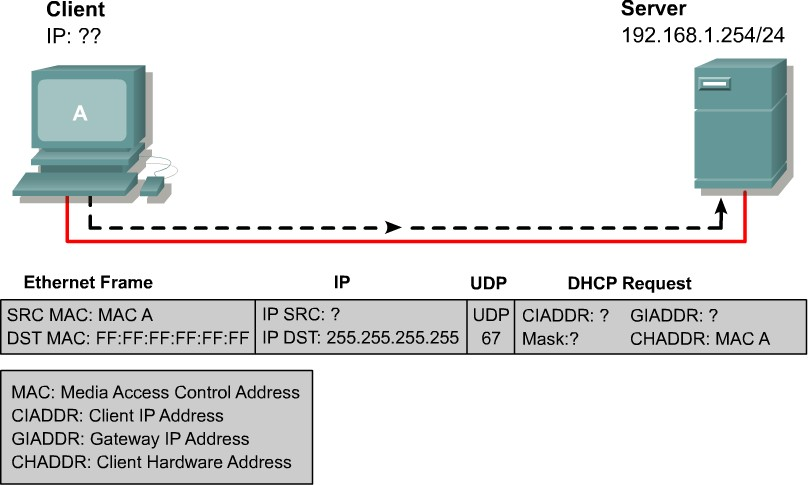 Client
IP: ??
Server
192.168.1.254/24
A
Ethernet Frame IP UDP DHCP Request
SRC MAC: MAC A IP SRC: ? UDP CIADDR: ? GIADDR: ?
DST MAC: FF:FF:FF:FF:FF:FF IP DST: 255.255.255.255 67 Mask:? CHADDR: MAC A
MAC: Media Access Control Address
CIADDR: Client IP Address
GIADDR: Gateway IP Address
CHADDR: Client Hardware Address